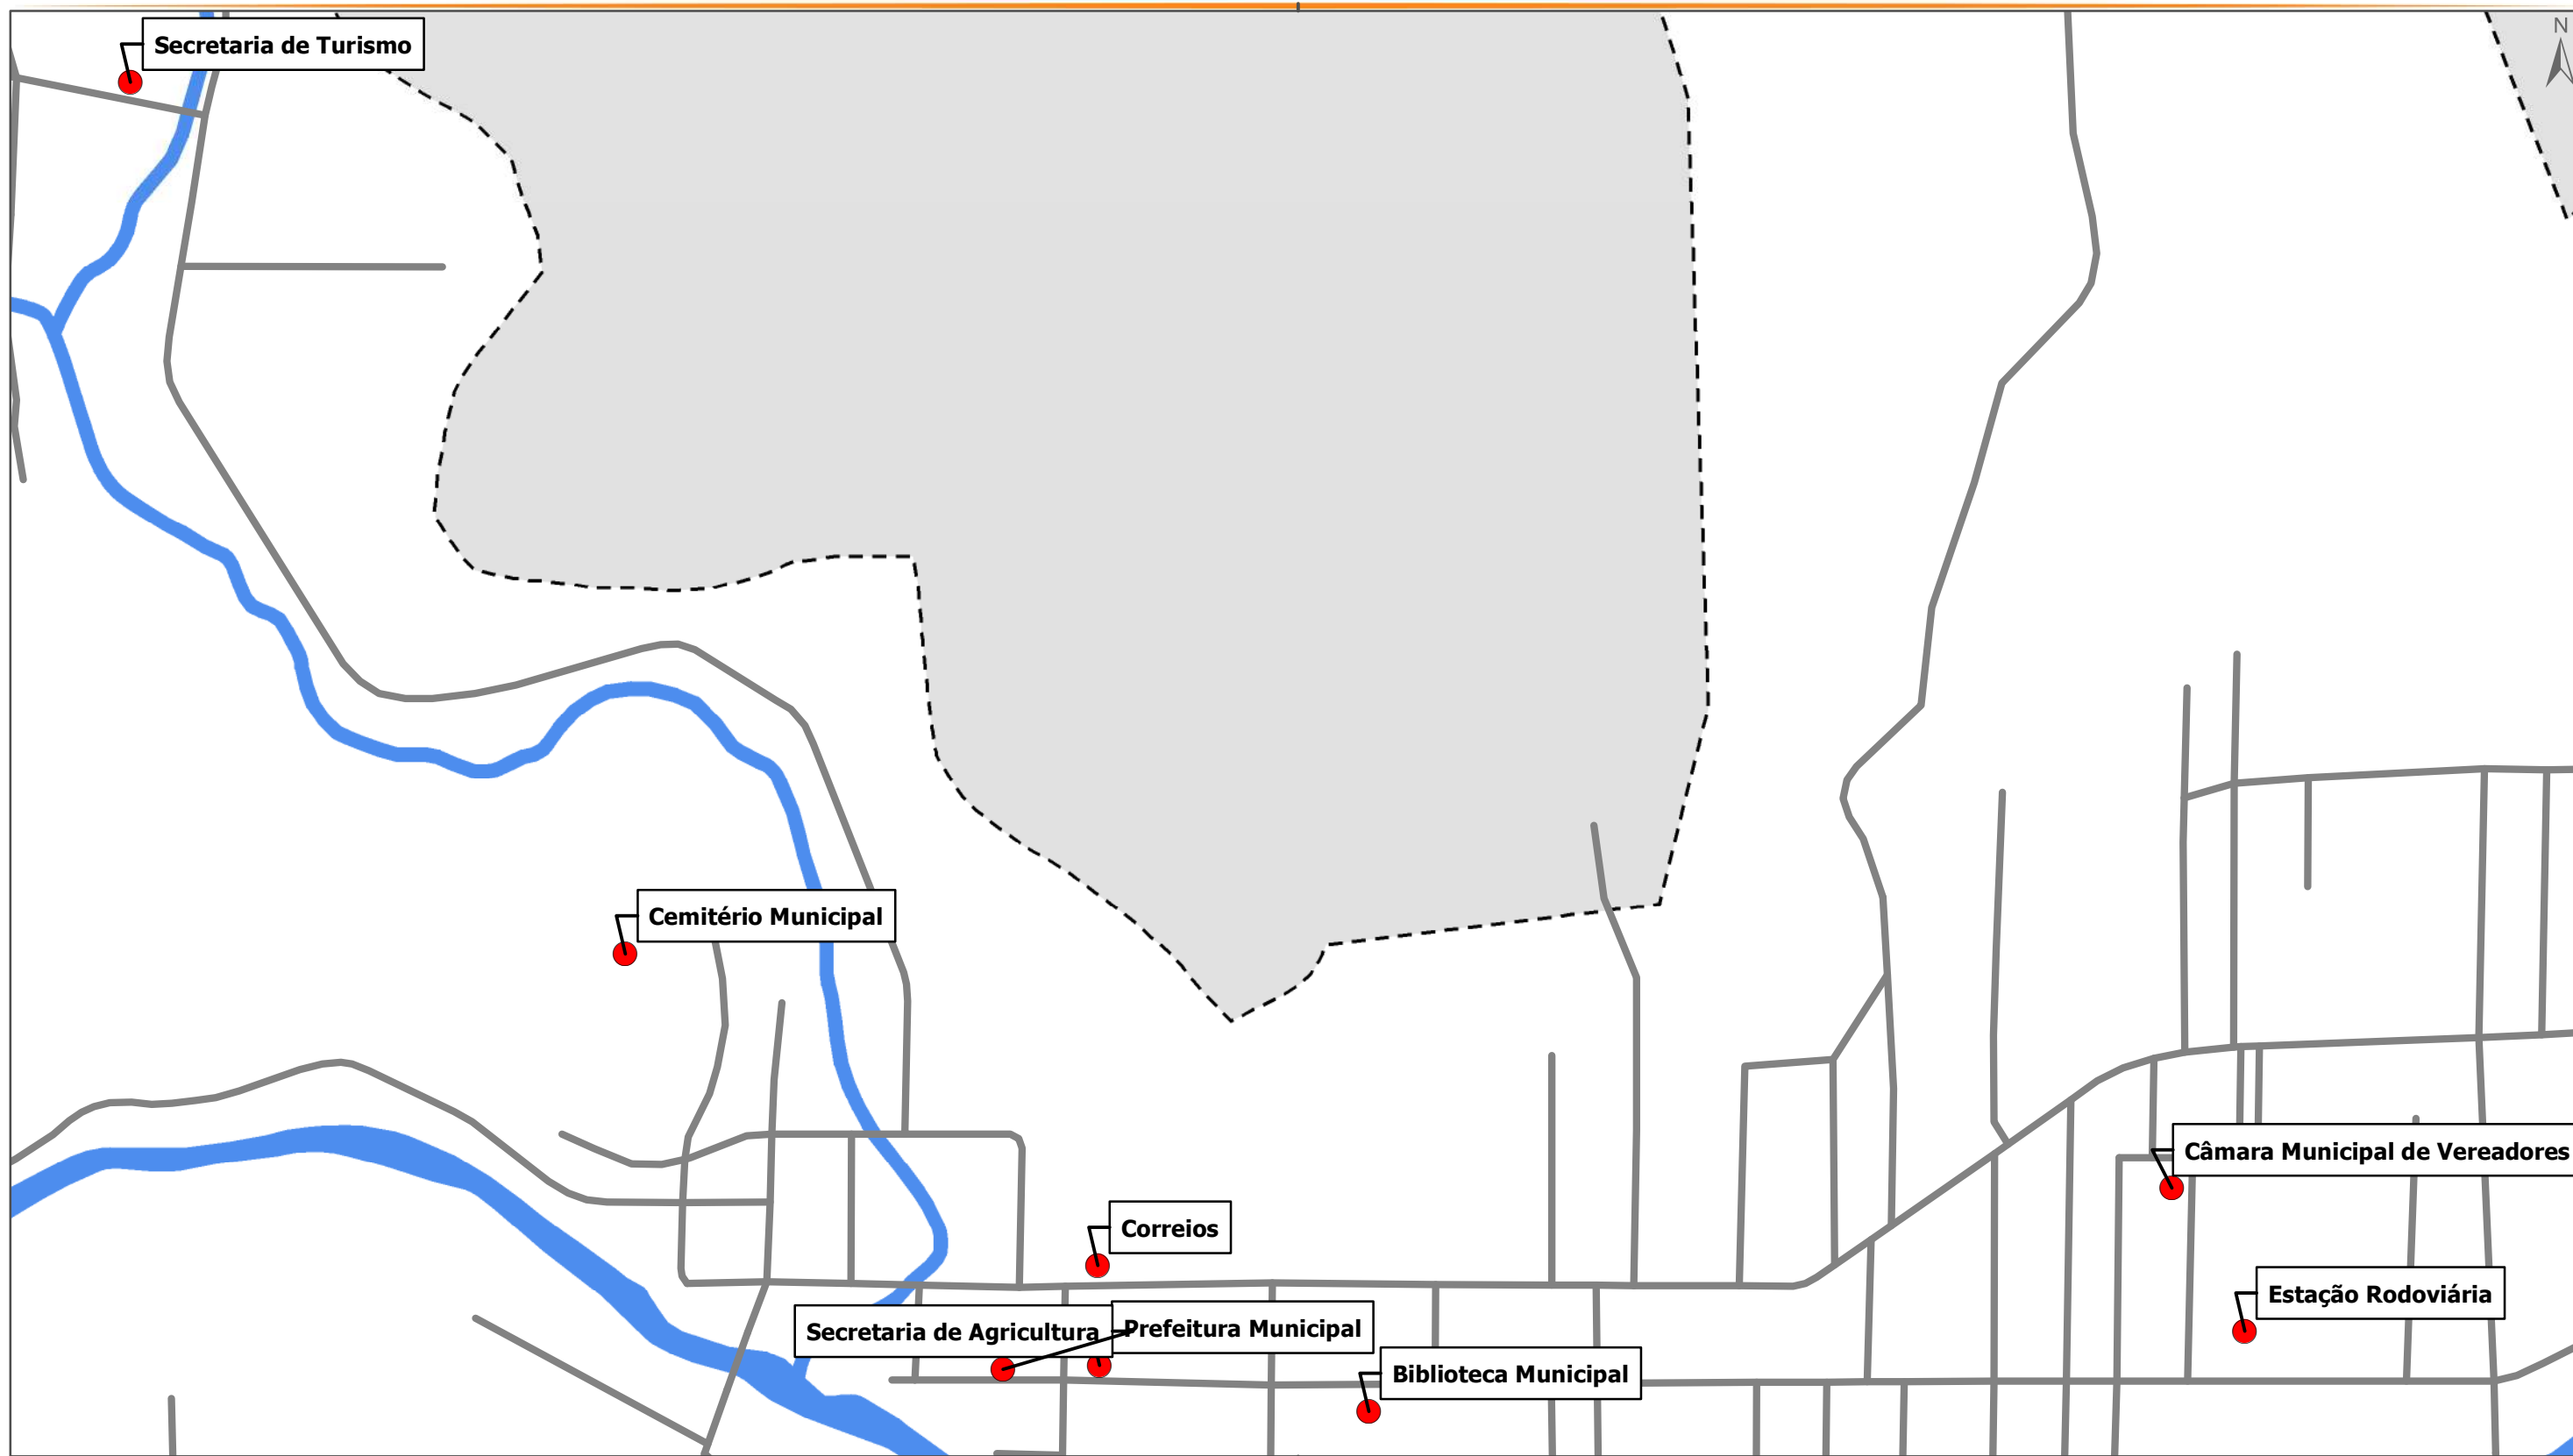 N
Secretaria de Turismo
Cemitério Municipal
Câmara Municipal de Vereadores
Correios
Estação Rodoviária
Secretaria de Agricultura
Prefeitura Municipal
Biblioteca Municipal